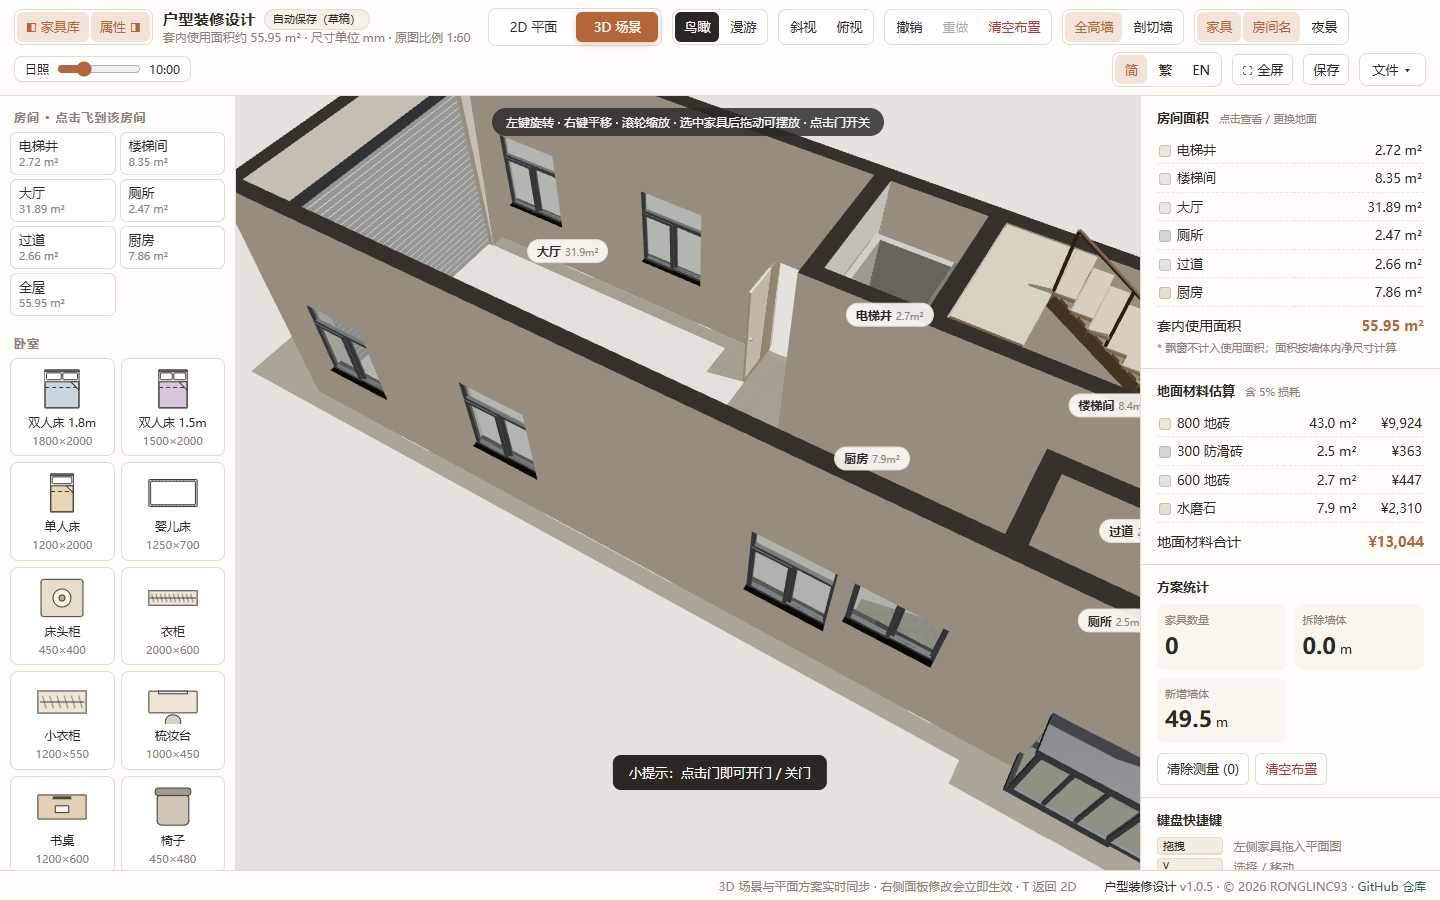 家具库
属性
户型装修设计
自动保存（草稿）
套内使用面积约 55.95 m² · 尺寸单位 mm · 原图比例 1:60
2D 平面
3D 场景
鸟瞰
漫游
斜视
俯视
撤销
重做
清空布置
全高墙
剖切墙
家具
房间名
夜景
日照
10:00
简
繁
EN
全屏
保存
文件
房间 · 点击飞到该房间
电梯井
2.72 m²
楼梯间
8.35 m²
大厅
31.89 m²
厕所
2.47 m²
过道
2.66 m²
厨房
7.86 m²
全屋
55.95 m²
卧室
双人床 1.8m
1800×2000
双人床 1.5m
1500×2000
单人床
1200×2000
婴儿床
1250×700
床头柜
450×400
衣柜
2000×600
小衣柜
1200×550
梳妆台
1000×450
书桌
1200×600
椅子
450×480
左键旋转 · 右键平移 · 滚轮缩放 · 选中家具后拖动可摆放 · 点击门开关
大厅 31.9m²
电梯井 2.7m²
楼梯间 8.4m
厨房 7.9m²
过道 2
厕所 2.5m
小提示：点击门即可开门 / 关门
房间面积 点击查看 / 更换地面
电梯井 2.72 m²
楼梯间 8.35 m²
大厅 31.89 m²
厕所 2.47 m²
过道 2.66 m²
厨房 7.86 m²
套内使用面积 55.95 m²
* 飘窗不计入使用面积；面积按墙体内净尺寸计算
地面材料估算 含 5% 损耗
800 地砖 43.0 m² ¥9,924
300 防滑砖 2.5 m² ¥363
600 地砖 2.7 m² ¥447
水磨石 7.9 m² ¥2,310
地面材料合计 ¥13,044
方案统计
家具数量
0
拆除墙体
0.0 m
新增墙体
49.5 m
清除测量 (0)
清空布置
键盘快捷键
拖拽 左侧家具拖入平面图
V 选择 / 移动
3D 场景与平面方案实时同步 · 右侧面板修改会立即生效 · T 返回 2D
户型装修设计 v1.0.5 · © 2026 RONGLINC93 · GitHub 仓库